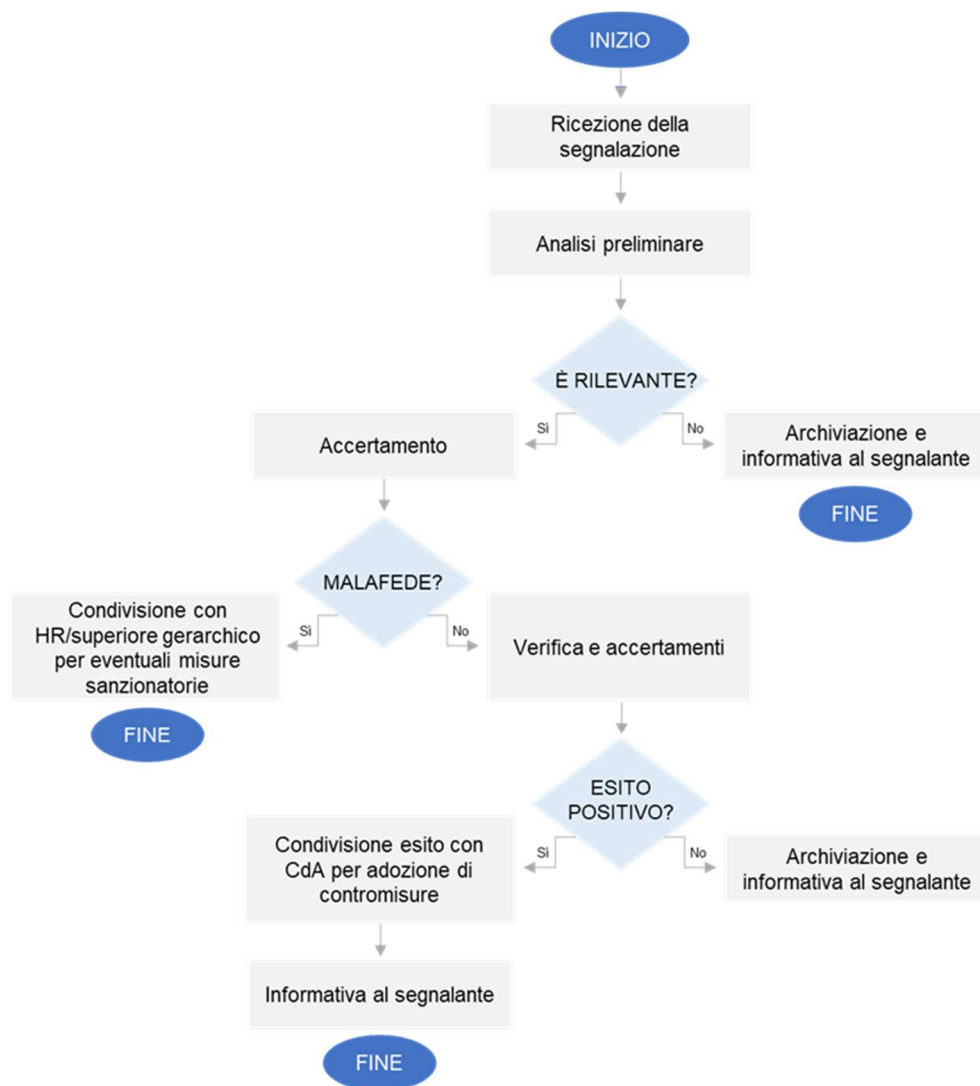 INIZIO
Ricezione della
segnalazione
Analisi preliminare
È RILEVANTE?
Sì
No
Accertamento
Archiviazione e
informativa al segnalante
FINE
MALAFEDE?
Sì
No
Condivisione con
HR/superiore gerarchico
per eventuali misure
sanzionatorie
FINE
Verifica e accertamenti
ESITO
POSITIVO?
Sì
No
Condivisione esito con
CdA per adozione di
contromisure
Archiviazione e
informativa al segnalante
Informativa al segnalante
FINE